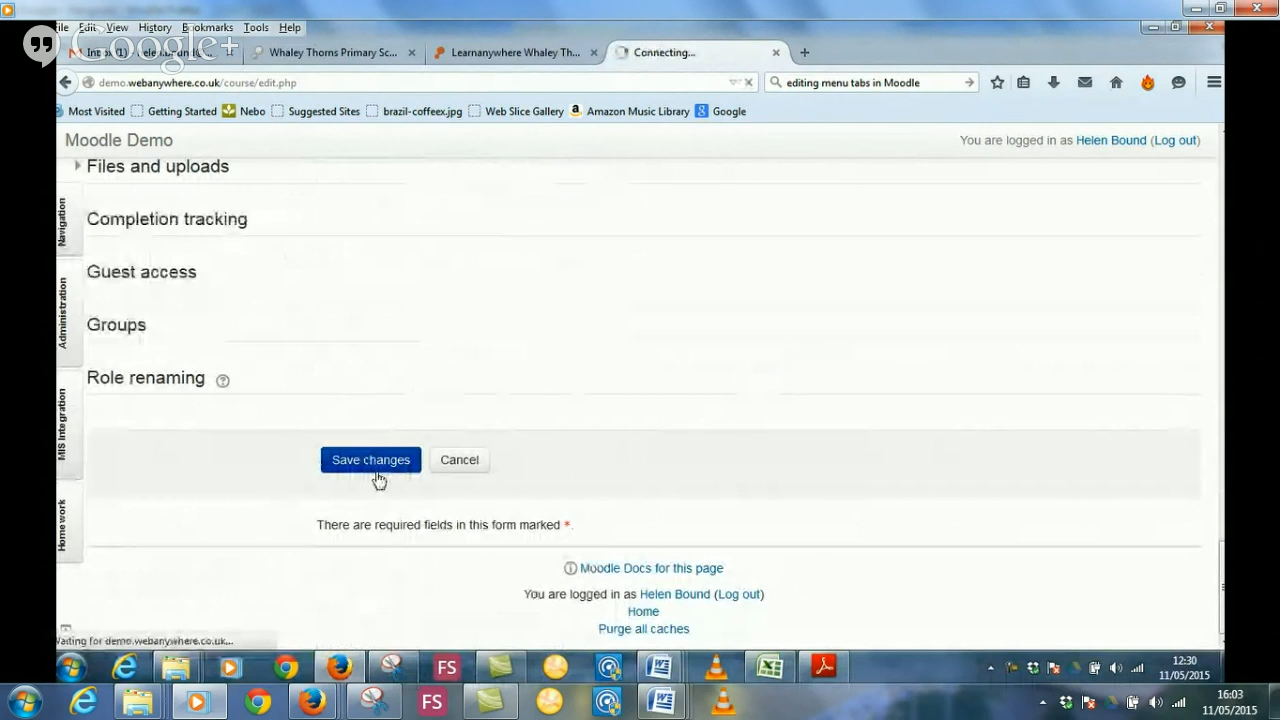 File Edit View History Bookmarks Tools Help
Google+
Whaley Thorns Primary Sc...
Learnanywhere Whaley Th...
Connecting...
demo.webanywhere.co.uk/course/edit.php
editing menu tabs in Moodle
Most Visited Getting Started Nebo Suggested Sites brazil-coffeex.jpg Web Slice Gallery Amazon Music Library Google
Moodle Demo
You are logged in as Helen Bound (Log out)
Files and uploads
Navigation
Completion tracking
Guest access
Administration
Groups
Role renaming
MIS Integration
Save changes Cancel
Homework
There are required fields in this form marked *.
Moodle Docs for this page
You are logged in as Helen Bound (Log out)
Home
Purge all caches
Waiting for demo.webanywhere.co.uk...
FS
12:30
11/05/2015
FS
16:03
11/05/2015